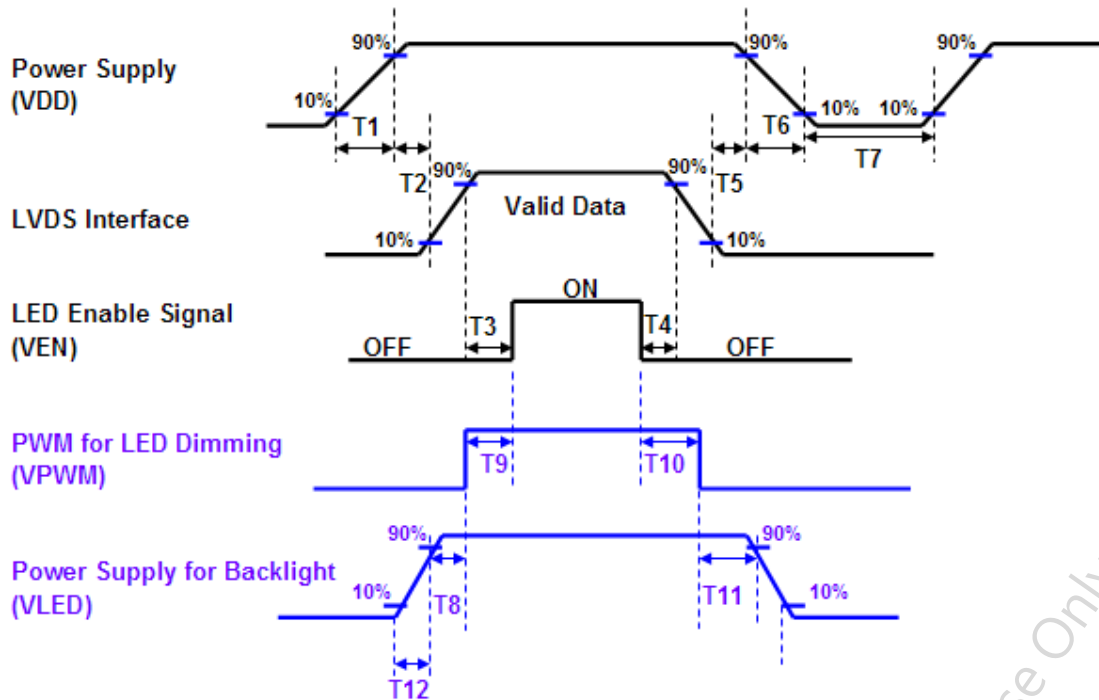 90%
90%
90%
Power Supply
(VDD)
10%
10%
10%
T1
T6
T2
T5
T7
90%
90%
LVDS Interface
Valid Data
10%
10%
LED Enable Signal
(VEN)
ON
T3
T4
OFF
OFF
PWM for LED Dimming
(VPWM)
T9
T10
90%
90%
Power Supply for Backlight
(VLED)
10%
T8
T11
10%
T12
se Only